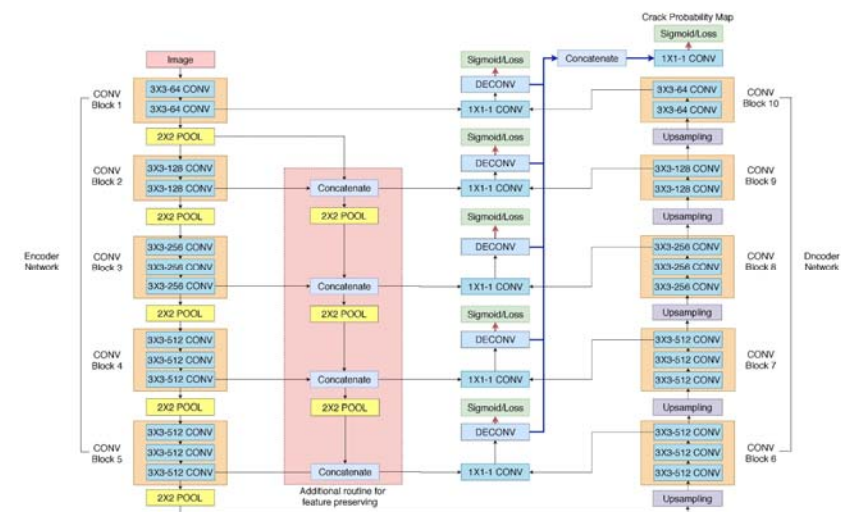 Crack Probability Map
Sigmoid/Loss
Image
Sigmoid/Loss
Concatenate
1X1-1 CONV
CONV
Block 1
3X3-64 CONV
3X3-64 CONV
DECONV
1X1-1 CONV
3X3-64 CONV
3X3-64 CONV
CONV
Block 10
2X2 POOL
Sigmoid/Loss
Upsampling
CONV
Block 2
3X3-128 CONV
3X3-128 CONV
Concatenate
DECONV
1X1-1 CONV
3X3-128 CONV
3X3-128 CONV
CONV
Block 9
2X2 POOL
2X2 POOL
Sigmoid/Loss
Upsampling
Encoder
Network
CONV
Block 3
3X3-256 CONV
3X3-256 CONV
3X3-256 CONV
Concatenate
DECONV
1X1-1 CONV
3X3-256 CONV
3X3-256 CONV
3X3-256 CONV
CONV
Block 8
Dncoder
Network
2X2 POOL
2X2 POOL
Sigmoid/Loss
Upsampling
CONV
Block 4
3X3-512 CONV
3X3-512 CONV
3X3-512 CONV
Concatenate
DECONV
1X1-1 CONV
3X3-512 CONV
3X3-512 CONV
3X3-512 CONV
CONV
Block 7
2X2 POOL
2X2 POOL
Sigmoid/Loss
Upsampling
CONV
Block 5
3X3-512 CONV
3X3-512 CONV
3X3-512 CONV
Concatenate
DECONV
1X1-1 CONV
3X3-512 CONV
3X3-512 CONV
3X3-512 CONV
CONV
Block 6
2X2 POOL
Additional routine for
feature preserving
Upsampling